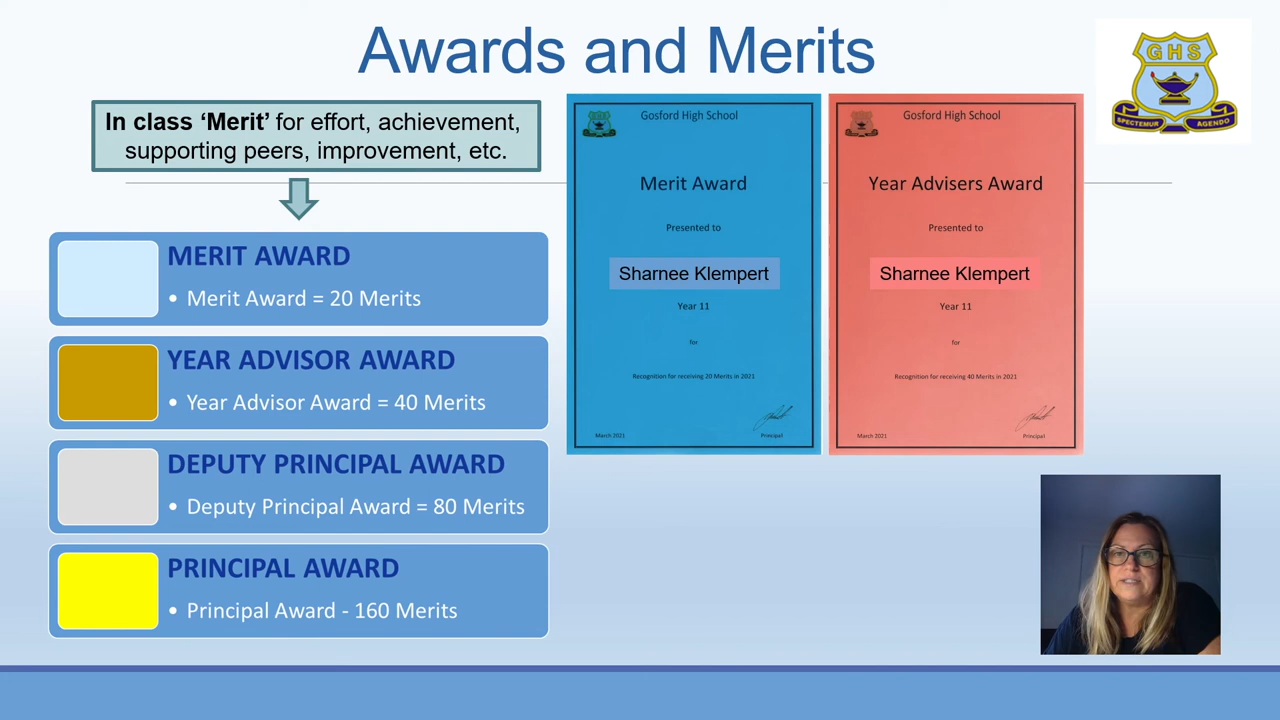 Awards and Merits
GHS
SPECTEMUR AGENDO
In class ‘Merit’ for effort, achievement,
supporting peers, improvement, etc.
MERIT AWARD
• Merit Award = 20 Merits
YEAR ADVISOR AWARD
• Year Advisor Award = 40 Merits
DEPUTY PRINCIPAL AWARD
• Deputy Principal Award = 80 Merits
PRINCIPAL AWARD
• Principal Award - 160 Merits
Gosford High School
Merit Award
Presented to
Sharnee Klempert
Year 11
for
Recognition for receiving 20 Merits in 2021
March 2021
Principal
Gosford High School
Year Advisers Award
Presented to
Sharnee Klempert
Year 11
for
Recognition for receiving 40 Merits in 2021
March 2021
Principal